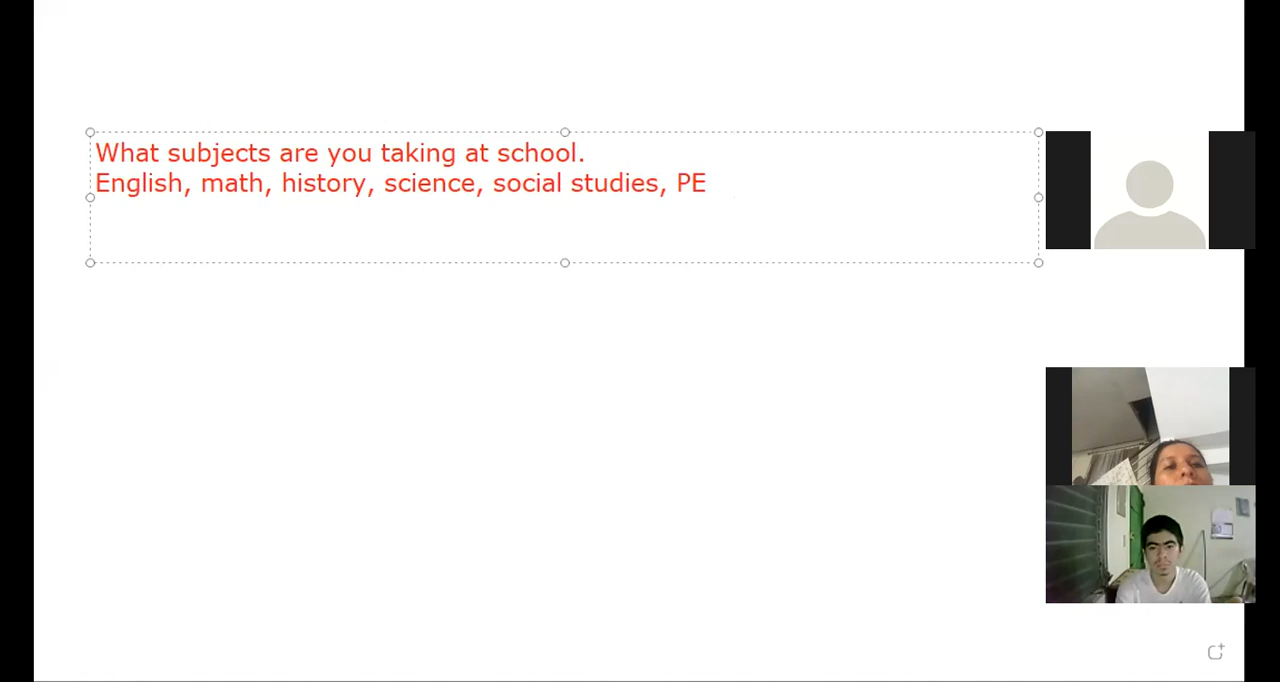 What subjects are you taking at school.
English, math, history, science, social studies, PE